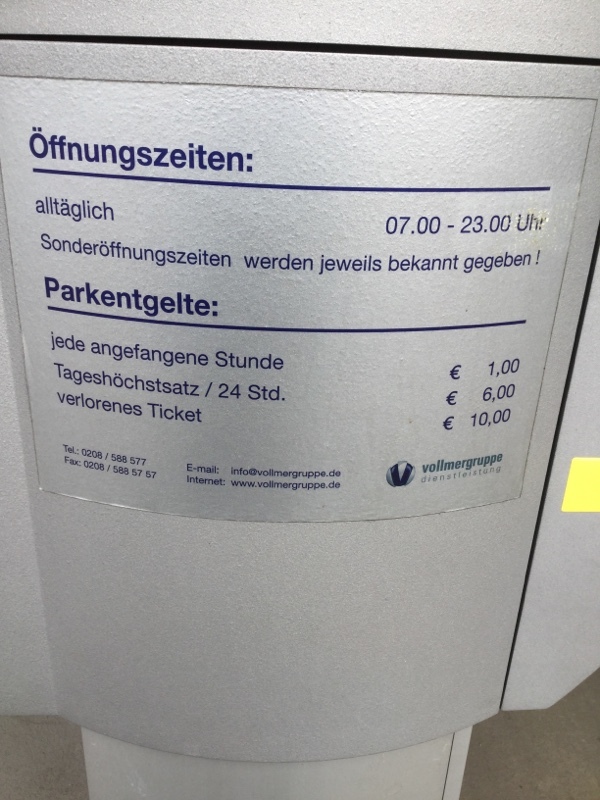 Öffnungszeiten:
alltäglich 07.00 - 23.00 Uhr
Sonderöffnungszeiten werden jeweils bekannt gegeben !
Parkentgelte:
jede angefangene Stunde € 1,00
Tageshöchstsatz / 24 Std. € 6,00
verlorenes Ticket € 10,00
Tel.: 0208 / 588 577
Fax: 0208 / 588 57 67
E-mail: info@vollmergruppe.de
Internet: www.vollmergruppe.de
vollmergruppe
dienstleistung